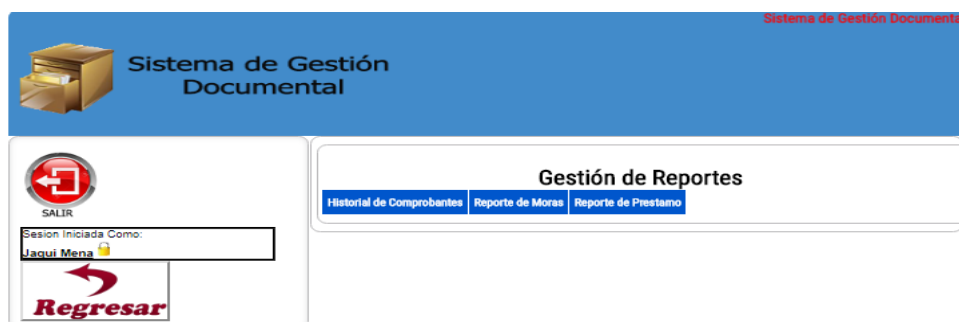 Sistema de Gestión Documenta
Sistema de Gestión
Documental
SALIR
Sesion Iniciada Como:
Jaqui Mena
Regresar
Gestión de Reportes
Historial de Comprobantes Reporte de Moras Reporte de Prestamo